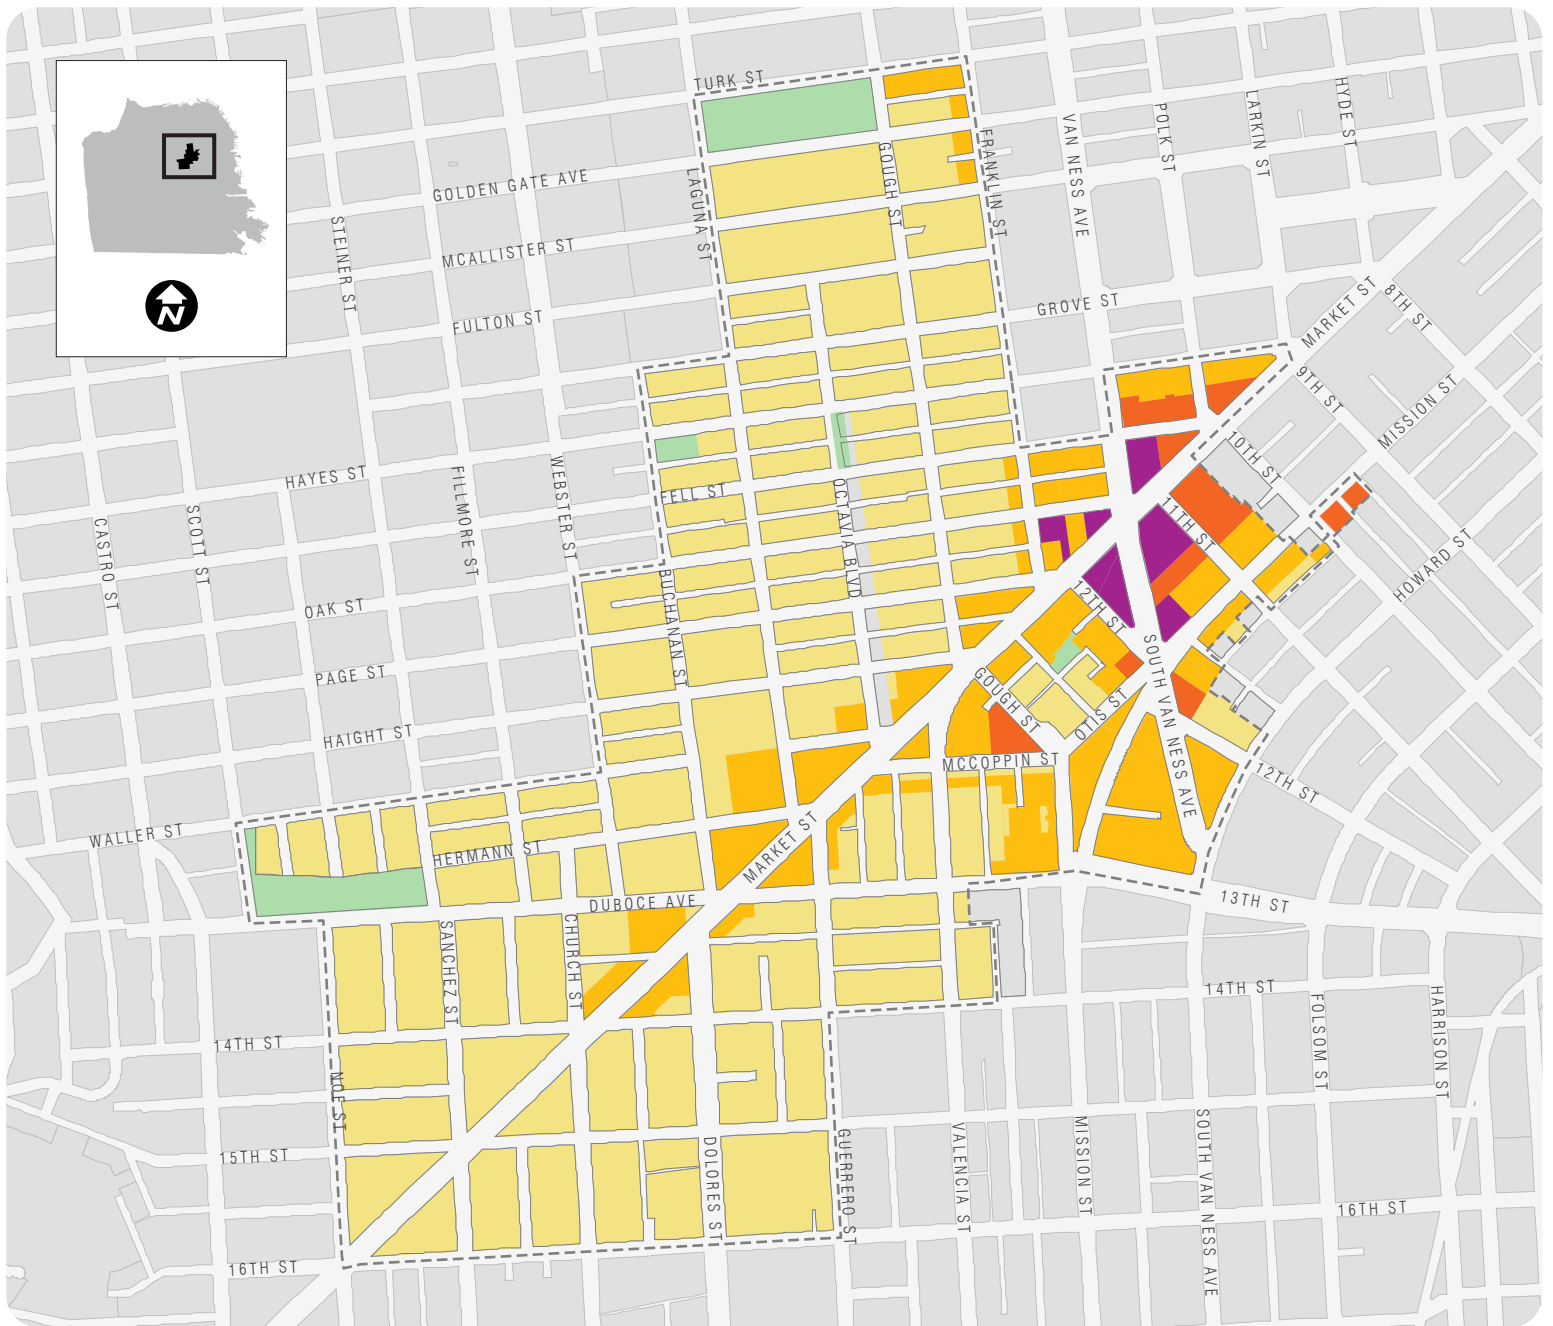 TURK ST
GOLDEN GATE AVE
MCALLISTER ST
FULTON ST
STEINER ST
LAGUNA ST
GOUGH ST
FRANKLIN ST
VAN NESS AVE
POLK ST
LARKIN ST
HYDE ST
GROVE ST
MARKET ST
8TH ST
9TH ST
MISSION ST
10TH ST
11TH ST
HOWARD ST
HAYES ST
FELL ST
OCTAVIA BLVD
FILLMORE ST
WEBSTER ST
CASTRO ST
SCOTT ST
OAK ST
BUCHANAN ST
PAGE ST
HAIGHT ST
12TH ST
GOUGH ST
OTIS ST
SOUTH VAN NESS AVE
MCCOPPIN ST
12TH ST
WALLER ST
HERMANN ST
MARKET ST
DUBOCE AVE
13TH ST
SANCHEZ ST
CHURCH ST
14TH ST
14TH ST
FOLSOM ST
HARRISON ST
NOE ST
15TH ST
DOLORES ST
GUERRERO ST
VALENCIA ST
MISSION ST
SOUTH VAN NESS AVE
16TH ST
16TH ST
N